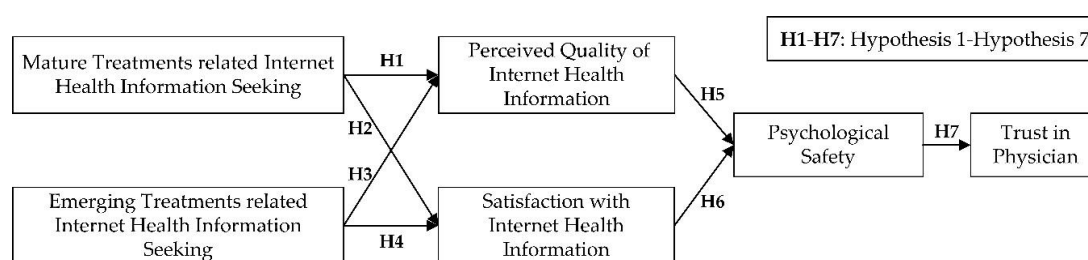 Mature Treatments related Internet
Health Information Seeking
H1
Perceived Quality of
Internet Health
Information
H1-H7: Hypothesis 1-Hypothesis 7
H2
H3
H5
Psychological
Safety
H7
Trust in
Physician
Emerging Treatments related
Internet Health Information
Seeking
H4
Satisfaction with
Internet Health
Information
H6